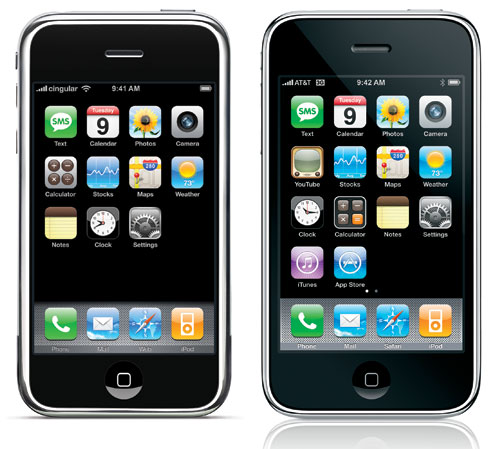 cingular 9:41 AM
SMS Tuesday 9
Text Calendar Photos Camera
280 73°
Calculator Stocks Maps Weather
Notes Clock Settings
Phone Mail Web iPod
AT&T 3G 9:42 AM
SMS Tuesday 9
Text Calendar Photos Camera
280 73°
YouTube Stocks Maps Weather
Clock Calculator Notes Settings
iTunes App Store
Phone Mail Safari iPod